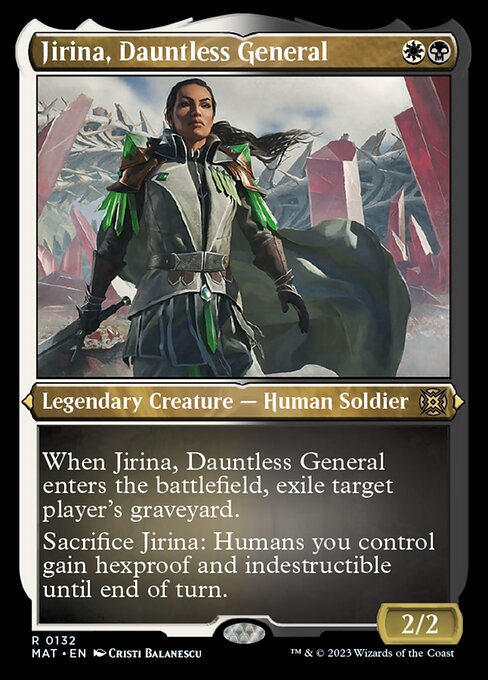 Jirina, Dauntless General
Legendary Creature — Human Soldier
When Jirina, Dauntless General
enters the battlefield, exile target
player's graveyard.
Sacrifice Jirina: Humans you control
gain hexproof and indestructible
until end of turn.
2/2
R 0132
MAT • EN Cristi Balanescu
™ & © 2023 Wizards of the Coast